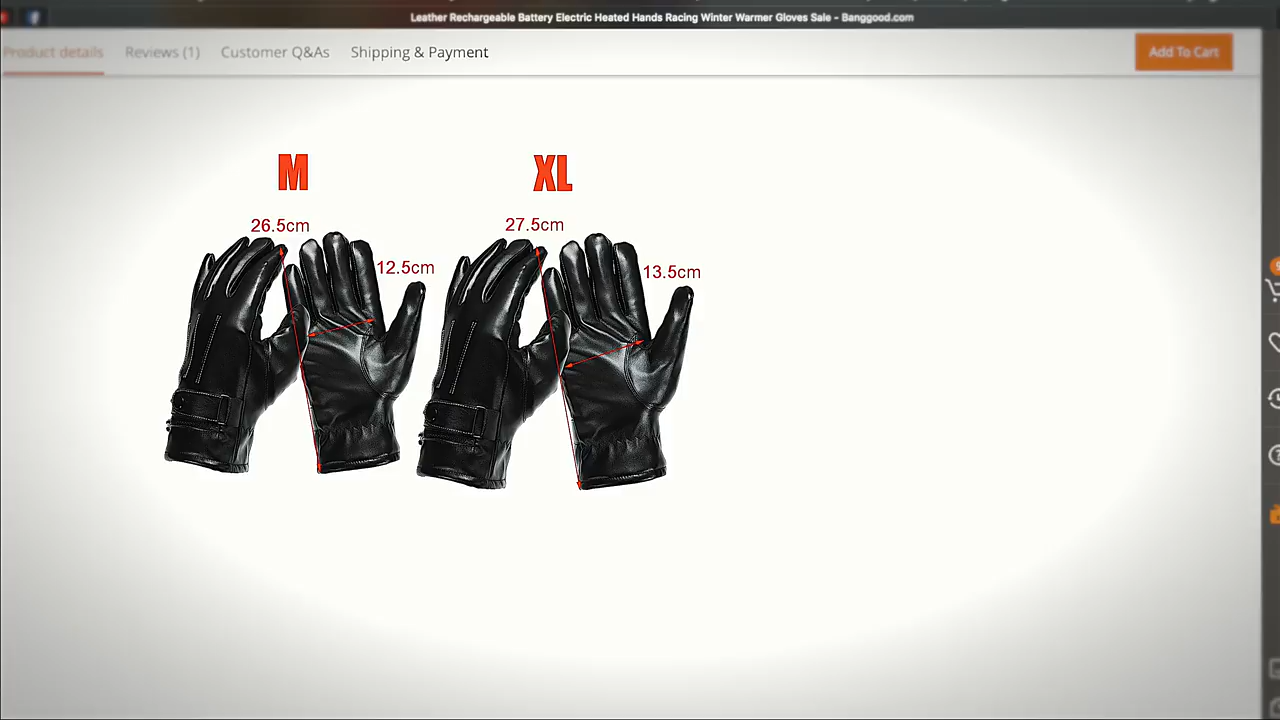 Leather Rechargeable Battery Electric Heated Hands Racing Winter Warmer Gloves Sale - Banggood.com
Product details Reviews (1) Customer Q&As Shipping & Payment Add To Cart
M XL
26.5cm 27.5cm
12.5cm 13.5cm